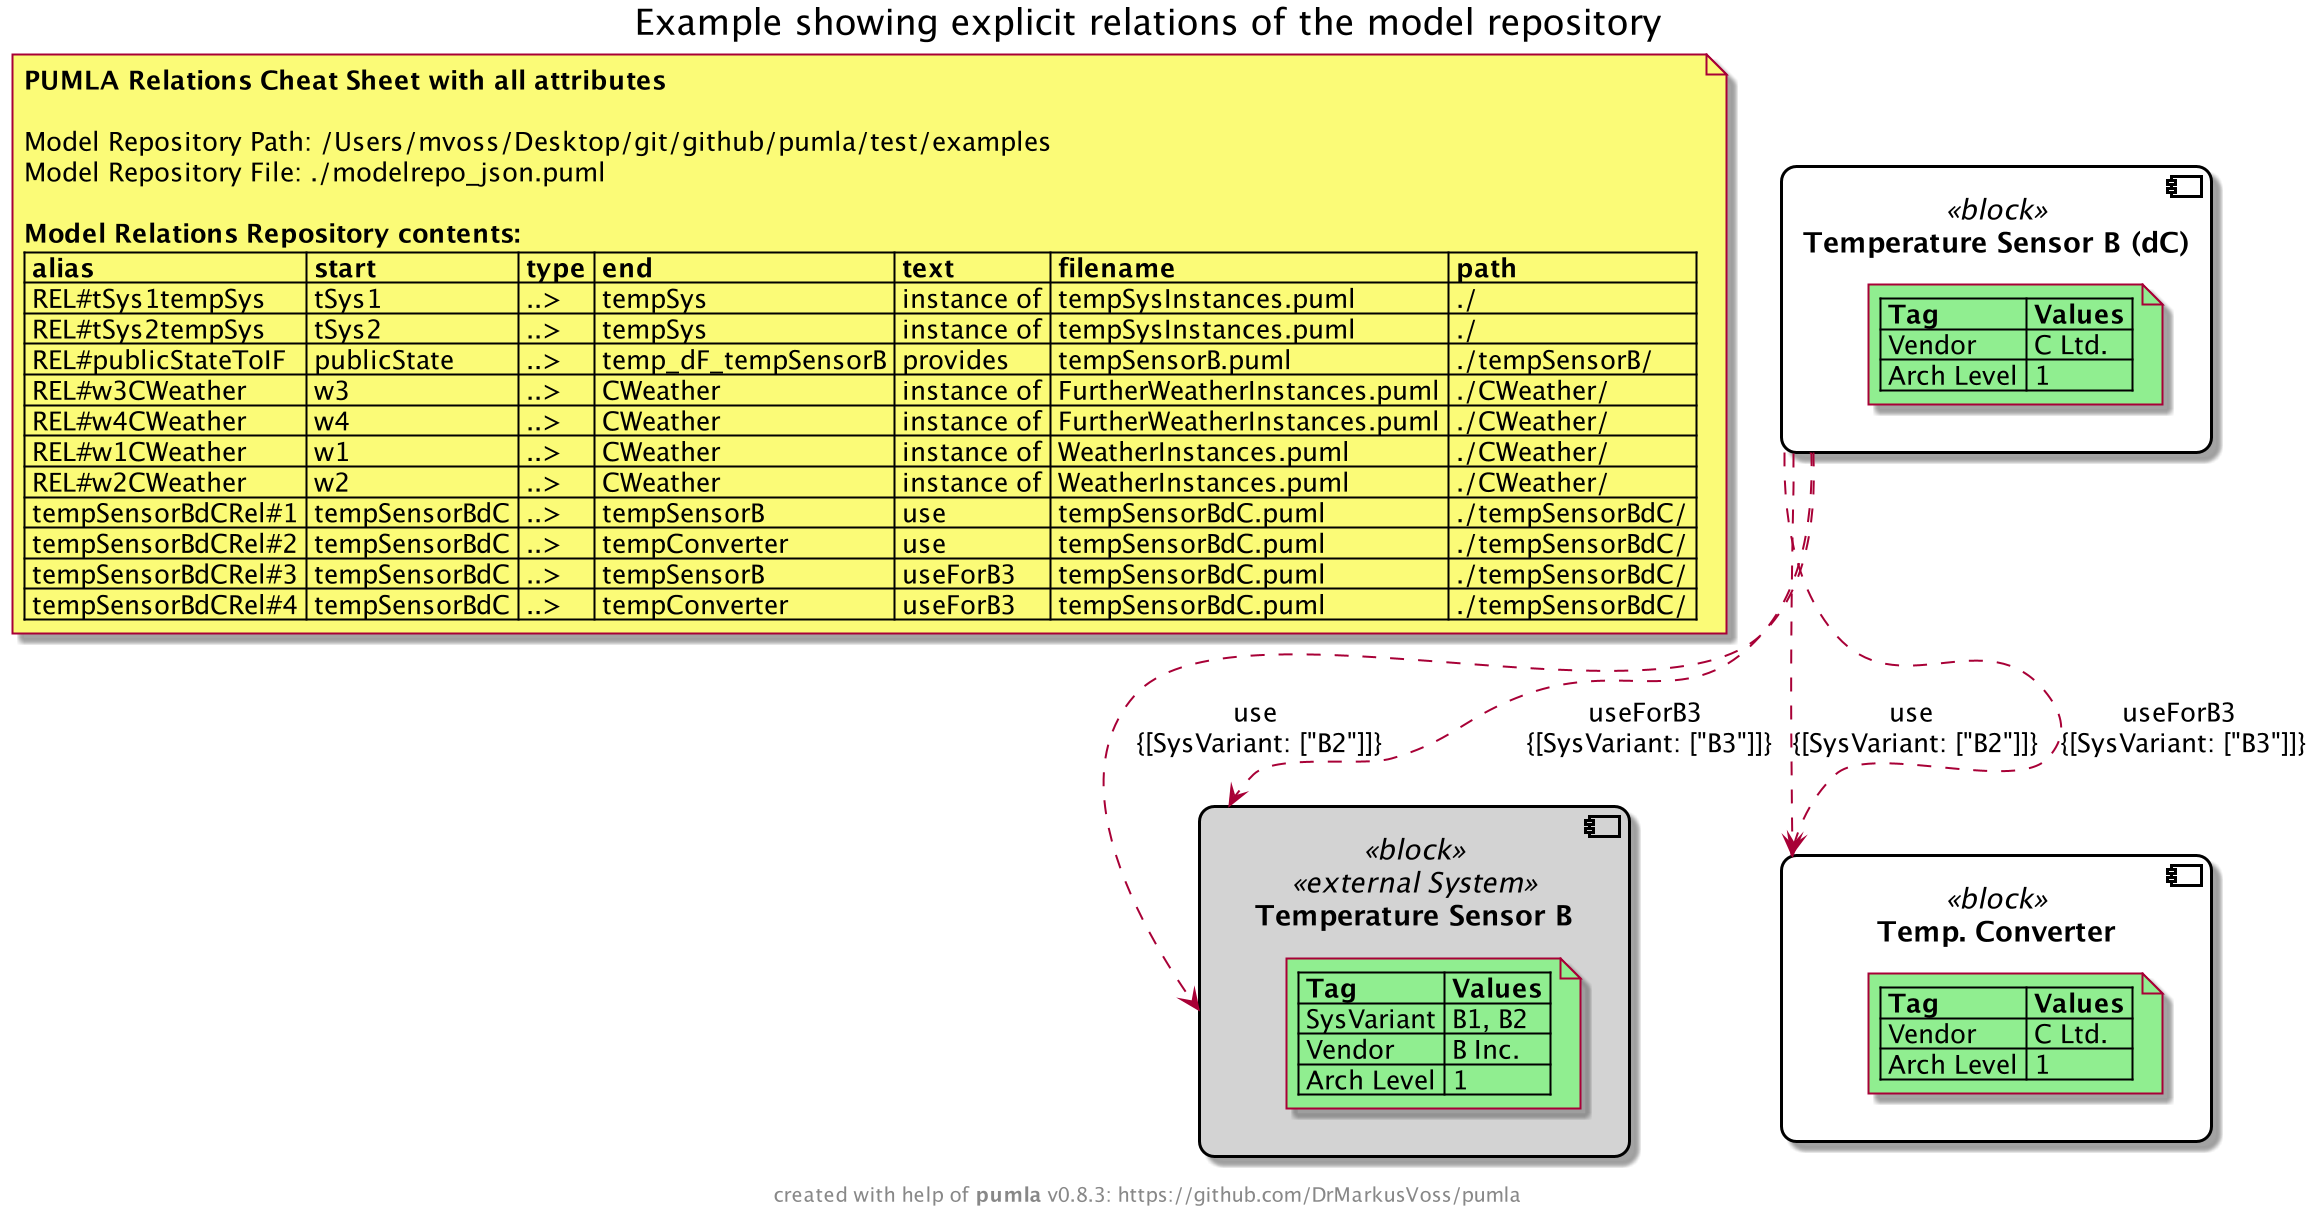 Example showing explicit relations of the model repository
PUMLA Relations Cheat Sheet with all attributes
Model Repository Path: /Users/mvoss/Desktop/git/github/pumla/test/examples
Model Repository File: ./modelrepo_json.puml
Model Relations Repository contents:
alias start type end text filename path
REL#tSys1tempSys tSys1 ..> tempSys instance of tempSysInstances.puml ./
REL#tSys2tempSys tSys2 ..> tempSys instance of tempSysInstances.puml ./
REL#publicStateToIF publicState ..> temp_dF_tempSensorB provides tempSensorB.puml ./tempSensorB/
REL#w3CWeather w3 ..> CWeather instance of FurtherWeatherInstances.puml ./CWeather/
REL#w4CWeather w4 ..> CWeather instance of FurtherWeatherInstances.puml ./CWeather/
REL#w1CWeather w1 ..> CWeather instance of WeatherInstances.puml ./CWeather/
REL#w2CWeather w2 ..> CWeather instance of WeatherInstances.puml ./CWeather/
tempSensorBdCRel#1 tempSensorBdC ..> tempSensorB use tempSensorBdC.puml ./tempSensorBdC/
tempSensorBdCRel#2 tempSensorBdC ..> tempConverter use tempSensorBdC.puml ./tempSensorBdC/
tempSensorBdCRel#3 tempSensorBdC ..> tempSensorB useForB3 tempSensorBdC.puml ./tempSensorBdC/
tempSensorBdCRel#4 tempSensorBdC ..> tempConverter useForB3 tempSensorBdC.puml ./tempSensorBdC/
«block»
Temperature Sensor B (dC)
Tag Values
Vendor C Ltd.
Arch Level 1
use
{[SysVariant: ["B2"]]}
useForB3
{[SysVariant: ["B3"]]}
use
{[SysVariant: ["B2"]]}
useForB3
{[SysVariant: ["B3"]]}
«block»
«external System»
Temperature Sensor B
Tag Values
SysVariant B1, B2
Vendor B Inc.
Arch Level 1
«block»
Temp. Converter
Tag Values
Vendor C Ltd.
Arch Level 1
created with help of pumla v0.8.3: https://github.com/DrMarkusVoss/pumla